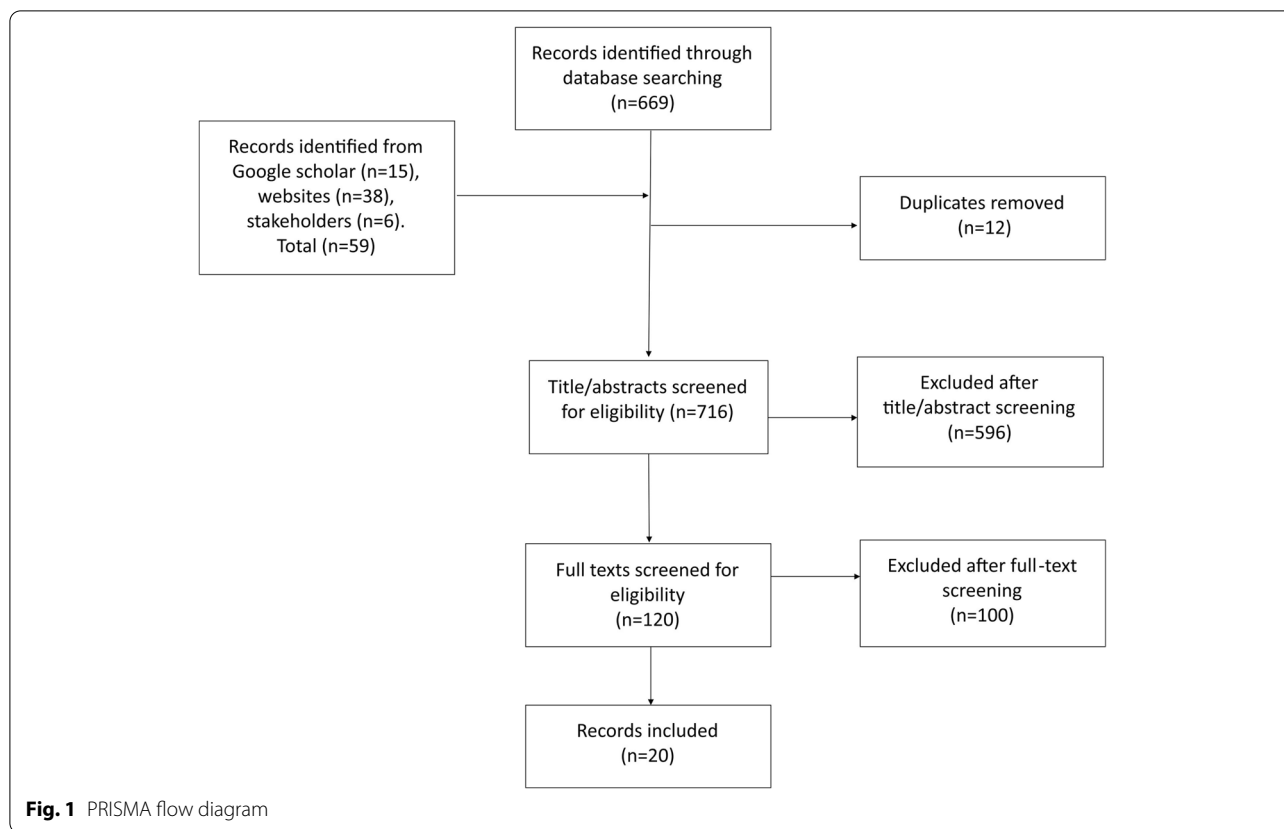 Records identified through
database searching
(n=669)
Records identified from
Google scholar (n=15),
websites (n=38),
stakeholders (n=6).
Total (n=59)
Duplicates removed
(n=12)
Title/abstracts screened
for eligibility (n=716)
Excluded after
title/abstract screening
(n=596)
Full texts screened for
eligibility
(n=120)
Excluded after full-text
screening
(n=100)
Records included
(n=20)
Fig. 1 PRISMA flow diagram